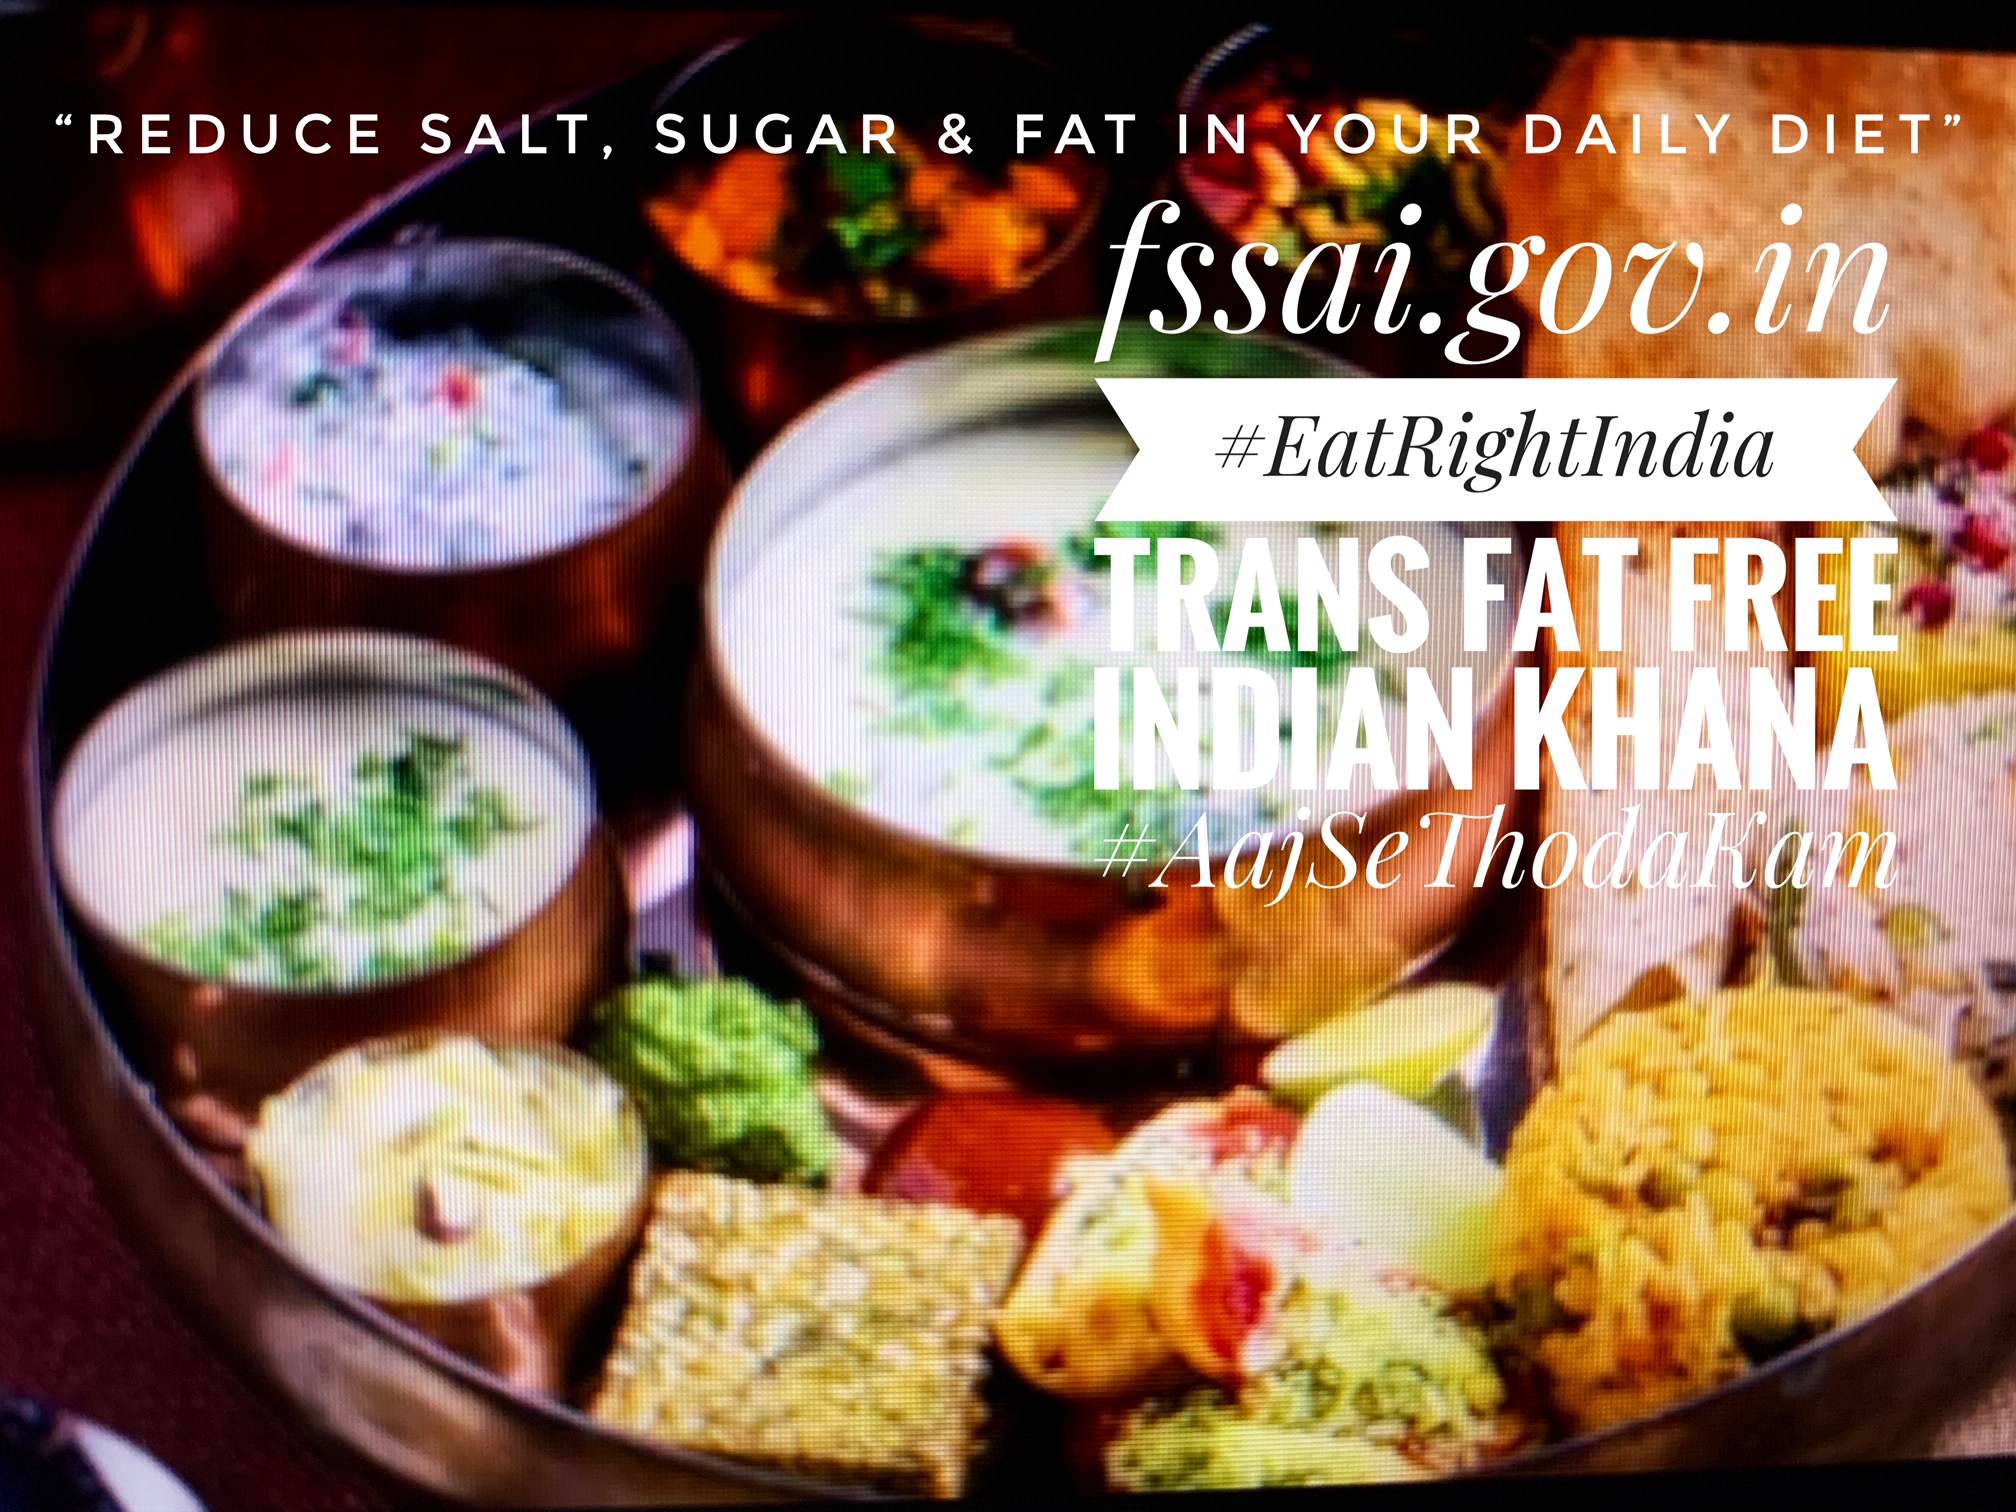 “REDUCE SALT, SUGAR & FAT IN YOUR DAILY DIET”
fssai.gov.in
#EatRightIndia
TRANS FAT FREE
INDIAN KHANA
#AajSeThodaKam